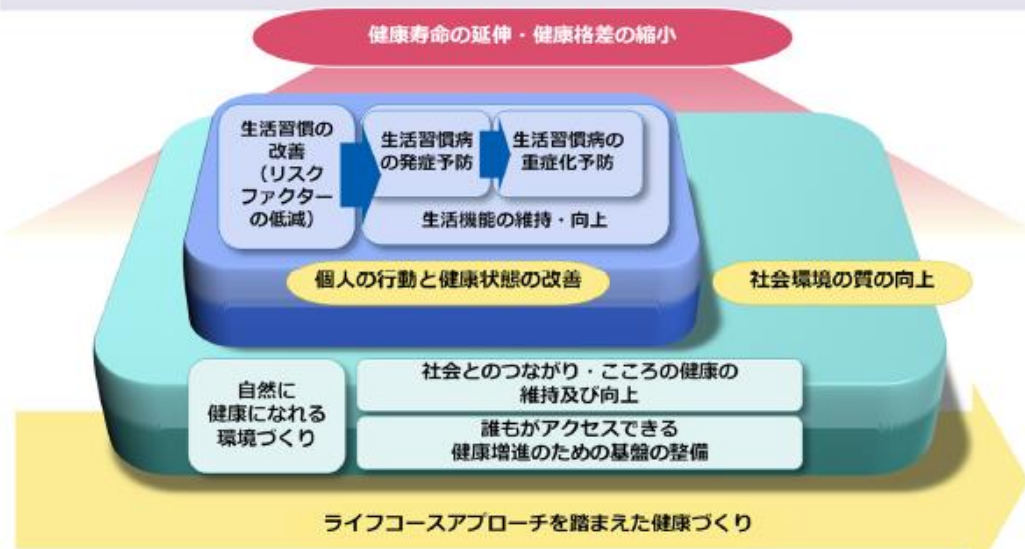 健康寿命の延伸・健康格差の縮小
生活習慣の
改善
（リスク
ファクター
の低減）
生活習慣病
の発症予防
生活習慣病の
重症化予防
生活機能の維持・向上
個人の行動と健康状態の改善
社会環境の質の向上
自然に
健康になれる
環境づくり
社会とのつながり・こころの健康の
維持及び向上
誰もがアクセスできる
健康増進のための基盤の整備
ライフコースアプローチを踏まえた健康づくり